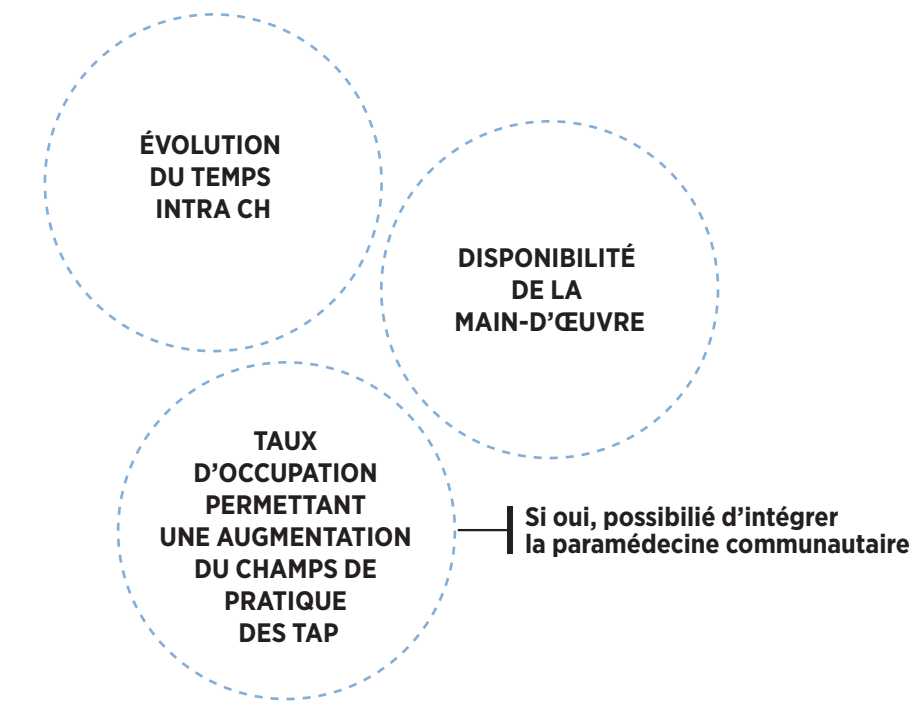 ÉVOLUTION
DU TEMPS
INTRA CH
DISPONIBILITÉ
DE LA
MAIN-D’ŒUVRE
TAUX
D’OCCUPATION
PERMETTANT
UNE AUGMENTATION
DU CHAMPS DE
PRATIQUE
DES TAP
Si oui, possibilié d’intégrer
la paramédecine communautaire